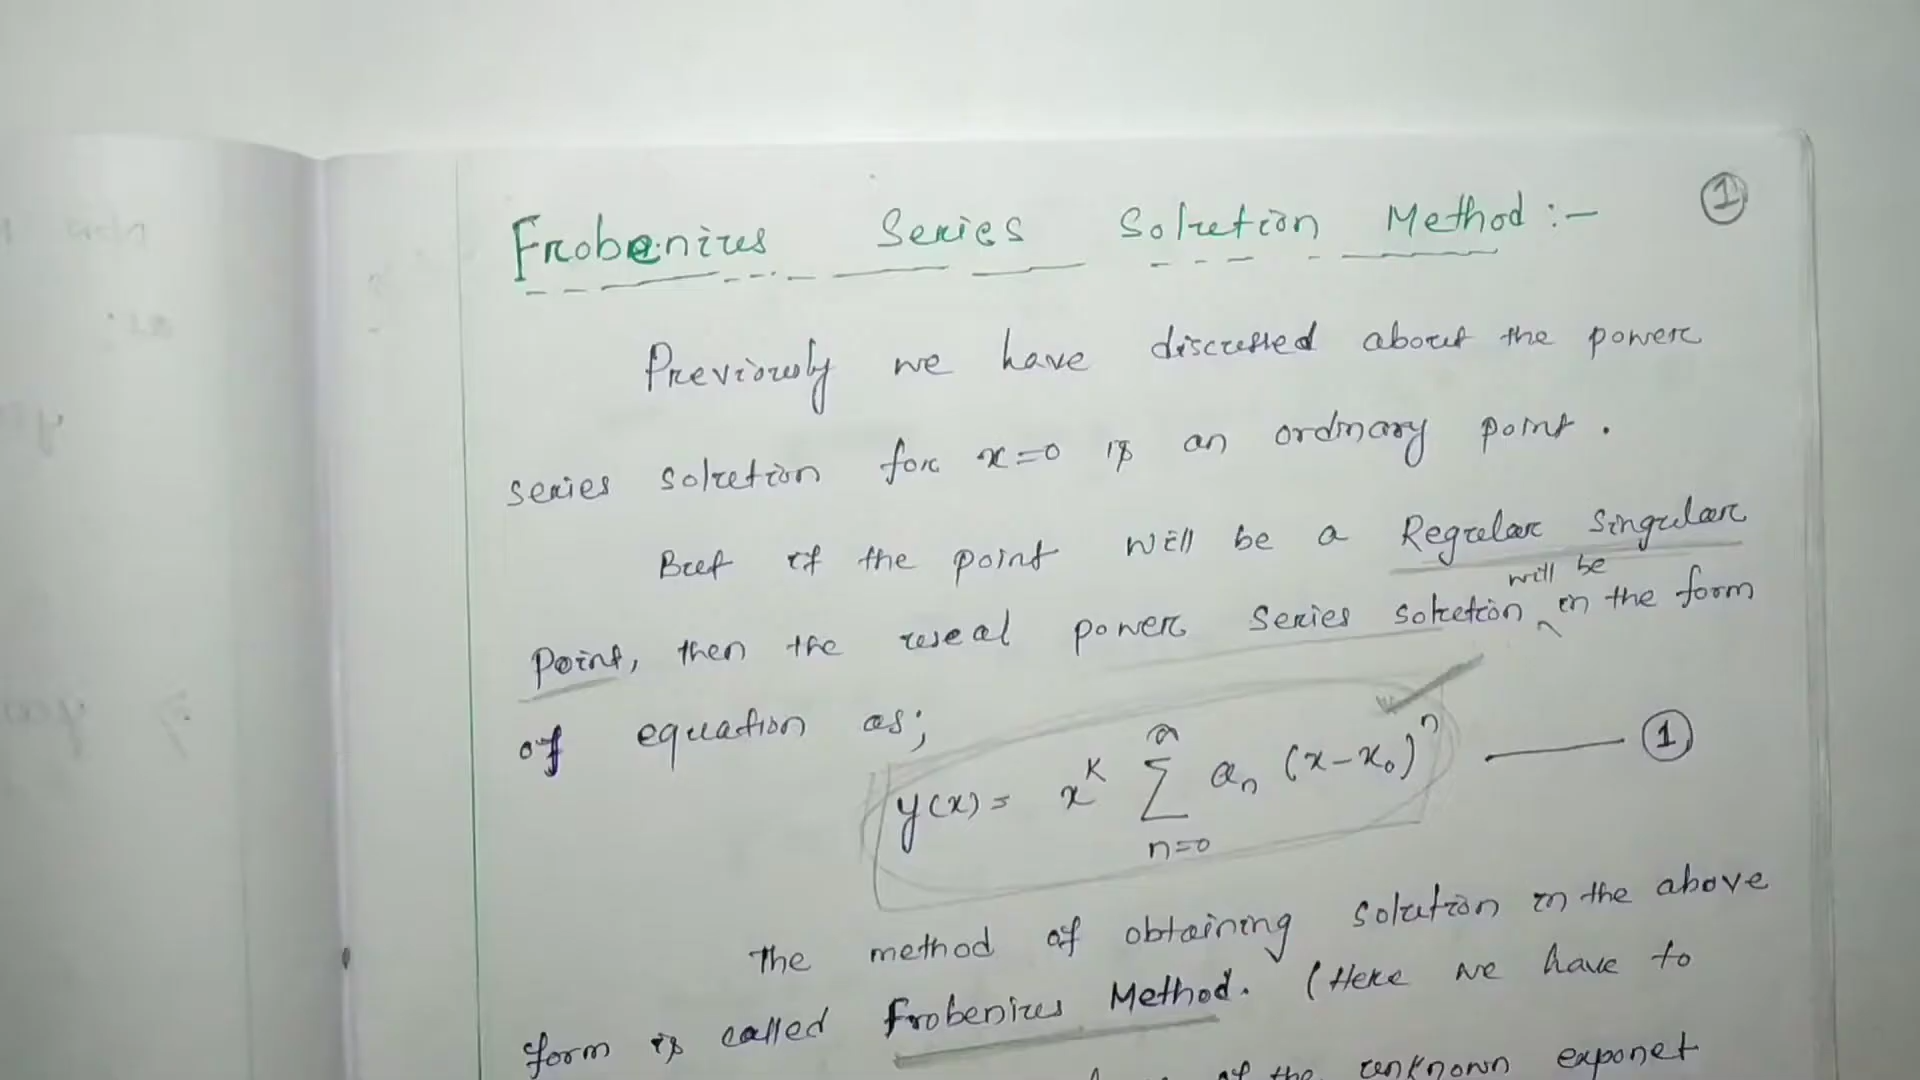 Frobenius Series Solution Method :-
①
Previously we have discussed about the power
series solution for x=0 is an ordinary point.
But if the point will be a Regular Singular
will be
Point, then the usual power series solution in the form
of equation as;
y(x) = x^K ∑_{n=0}^{∞} a_n (x-x_0)^n ——— ①
The method of obtaining solution in the above
form is called Frobenius Method. (Here we have to
of the unknown exponet